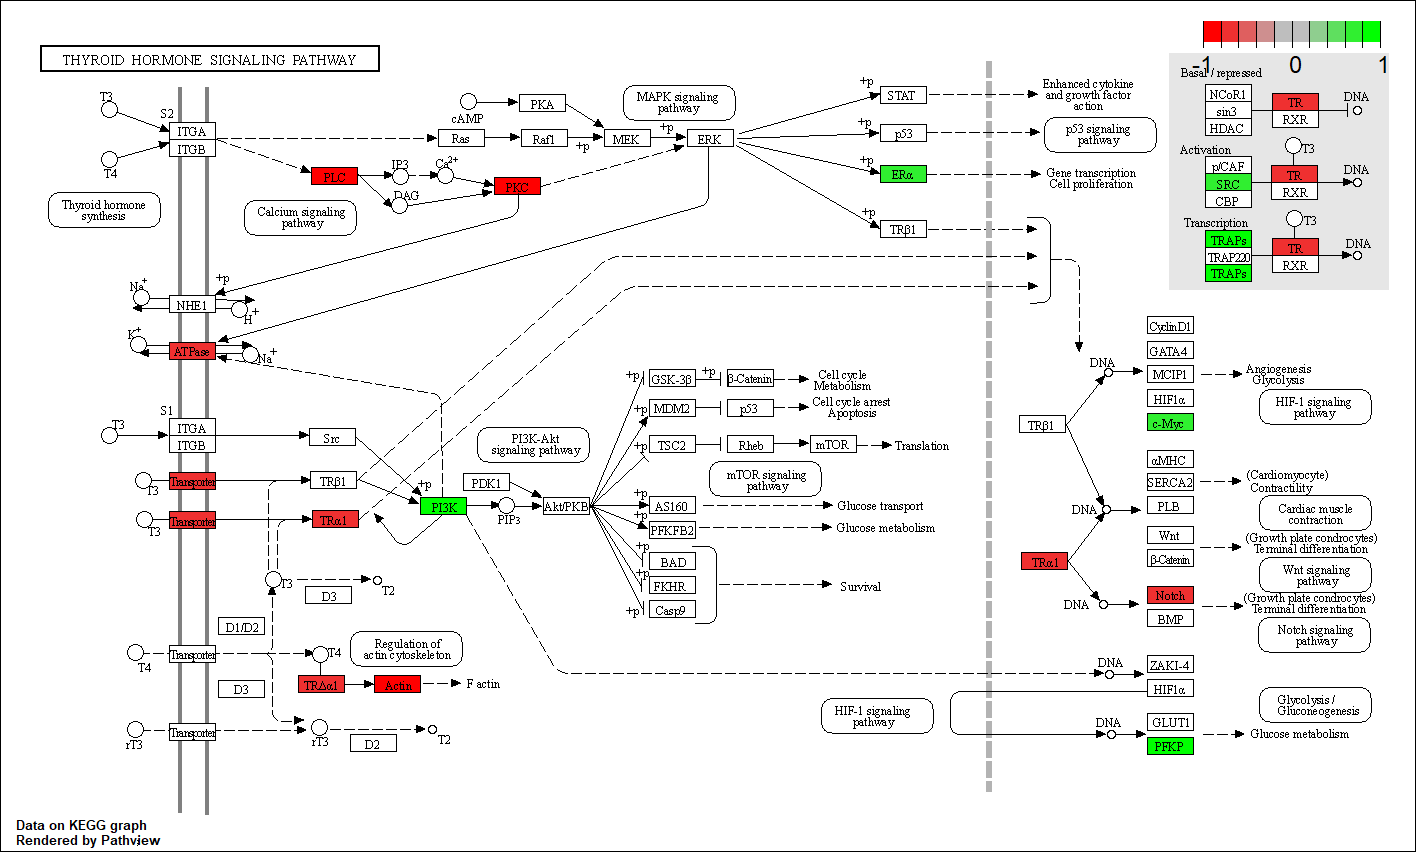 THYROID HORMONE SIGNALING PATHWAY
-1
0
1
Basal / repressed
NCoR1
sin3
HDAC
TR
RXR
DNA
Activation
p/CAF
SRC
CBP
T3
TR
RXR
DNA
Transcription
TRAPs
TRAP220
TRAPs
T3
TR
RXR
DNA
T3
T4
S2
ITGA
ITGB
Thyroid hormone
synthesis
PLC
IP3
DAG
Ca2+
PKC
Calcium signaling
pathway
cAMP
PKA
Ras
Raf1
+p
MEK
+p
ERK
MAPK signaling
pathway
+p
STAT
Enhanced cytokine
and growth factor
action
+p
p53
p53 signaling
pathway
+p
ERα
Gene transcription
Cell proliferation
+p
TRβ1
Na+
+p
NHE1
H+
K+
ATPase
Na+
S1
T3
ITGA
ITGB
Src
T3
Transporter
TRβ1
T3
Transporter
TRα1
+p
PI3K
PI3K-Akt
signaling pathway
PDK1
PIP3
Akt/PKB
+p
GSK-3β
+p
β-Catenin
Cell cycle
Metabolism
+p
MDM2
p53
Cell cycle arrest
Apoptosis
+p
TSC2
Rheb
mTOR
Translation
mTOR signaling
pathway
+p
AS160
Glucose transport
+p
PFKFB2
Glucose metabolism
+p
BAD
+p
FKHR
+p
Casp9
Survival
T3
D3
T2
D1/D2
T4
Transporter
T4
Regulation of
actin cytoskeleton
D3
TRΔα1
Actin
F actin
rT3
Transporter
rT3
D2
T2
TRβ1
DNA
CyclinD1
GATA4
MCIP1
HIF1α
c-Myc
Angiogenesis
Glycolysis
HIF-1 signaling
pathway
DNA
αMHC
SERCA2
PLB
(Cardiomyocyte)
Contractility
Cardiac muscle
contraction
Wnt
β-Catenin
(Growth plate condrocytes)
Terminal differentiation
Wnt signaling
pathway
TRα1
DNA
Notch
BMP
(Growth plate condrocytes)
Terminal differentiation
Notch signaling
pathway
DNA
ZAKI-4
HIF1α
HIF-1 signaling
pathway
Glycolysis /
Gluconeogenesis
DNA
GLUT1
PFKP
Glucose metabolism
Data on KEGG graph
Rendered by Pathview